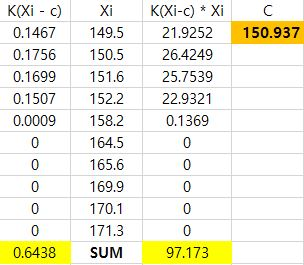 K(Xi - c) Xi K(Xi-c) * Xi C
0.1467 149.5 21.9252 150.937
0.1756 150.5 26.4249
0.1699 151.6 25.7539
0.1507 152.2 22.9321
0.0009 158.2 0.1369
0 164.5 0
0 165.6 0
0 169.9 0
0 170.1 0
0 171.3 0
0.6438 SUM 97.173